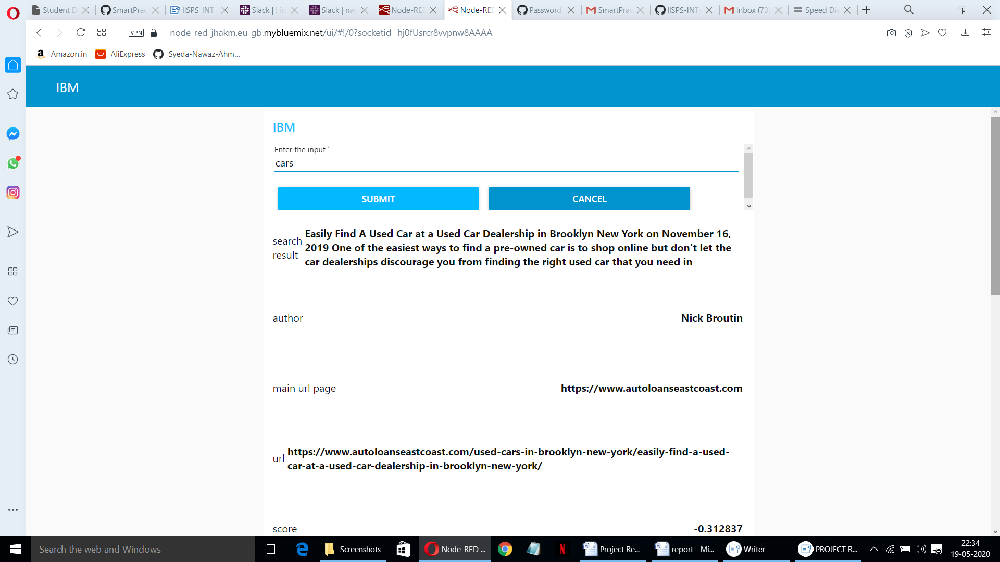 Student D
SmartPrac
IISPS_INT_
Slack | ! in
Slack | nav
Node-RED
Node-RED
Password
SmartPrac
IISPS-INT-
Inbox (73)
Speed Dia
VPN
node-red-jhakm.eu-gb.mybluemix.net/ui/#!/0?socketid=hj0fUsrcr8vvpnw8AAAA
Amazon.in
AliExpress
Syeda-Nawaz-Ahm...
IBM
IBM
Enter the input *
cars
SUBMIT
CANCEL
search
result
Easily Find A Used Car at a Used Car Dealership in Brooklyn New York on November 16,
2019 One of the easiest ways to find a pre-owned car is to shop online but don’t let the
car dealerships discourage you from finding the right used car that you need in
author
Nick Broutin
main url page
https://www.autoloanseastcoast.com
url
https://www.autoloanseastcoast.com/used-cars-in-brooklyn-new-york/easily-find-a-used-
car-at-a-used-car-dealership-in-brooklyn-new-york/
score
-0.312837
Search the web and Windows
Screenshots
Node-RED ...
Project Re...
report - Mi...
Writer
PROJECT R...
22:34
19-05-2020